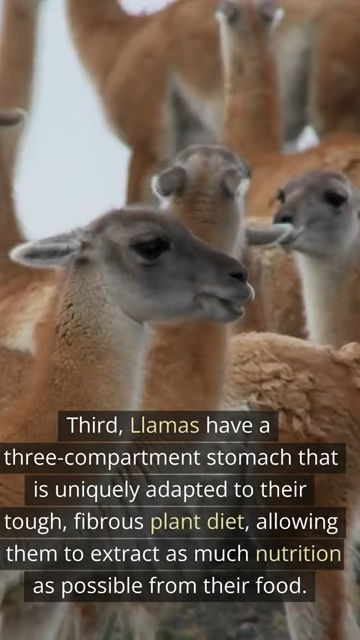 Third, Llamas have a
three-compartment stomach that
is uniquely adapted to their
tough, fibrous plant diet, allowing
them to extract as much nutrition
as possible from their food.